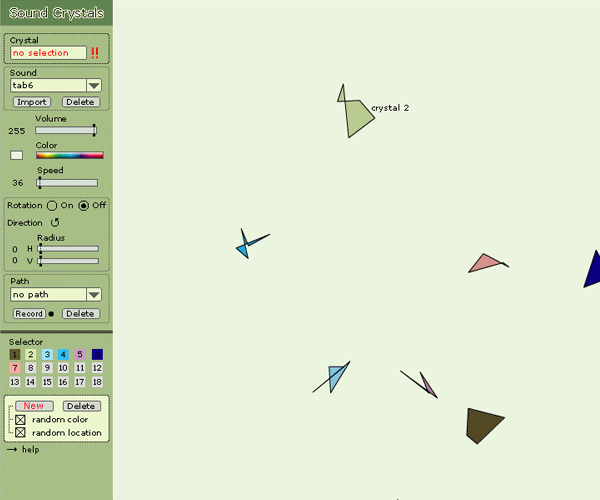 Sound Crystals
Crystal
no selection !!
Sound
tab6
Import Delete
Volume
255
Color
Speed
36
Rotation On Off
Direction
Radius
0 H
0 V
Path
no path
Record Delete
Selector
1 2 3 4 5
7 8 9 10 11 12
13 14 15 16 17 18
New Delete
random color
random location
help
crystal 2